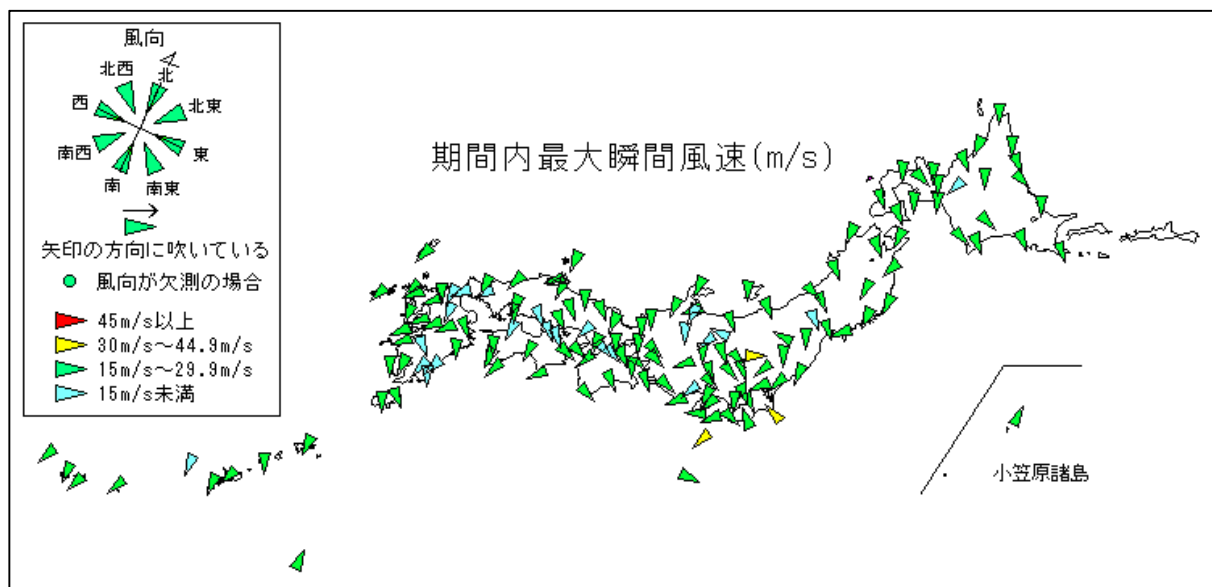 風向
北西
北
西
北東
南西
東
南
南東
矢印の方向に吹いている
風向が欠測の場合
45m/s以上
30m/s～44.9m/s
15m/s～29.9m/s
15m/s未満
期間内最大瞬間風速(m/s)
小笠原諸島